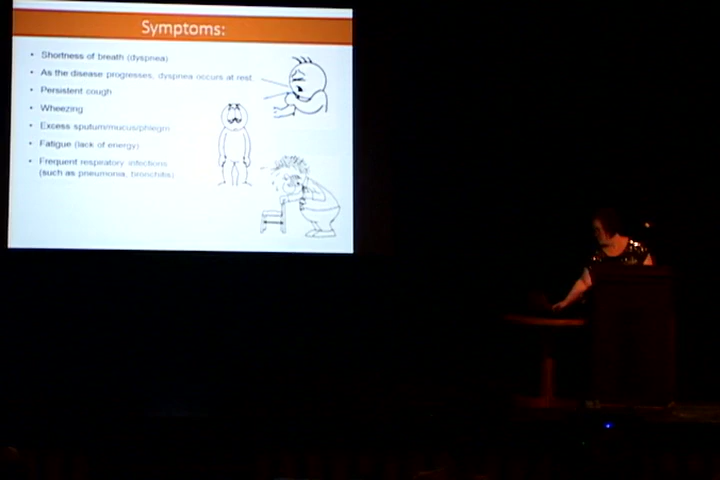 Symptoms:
• Shortness of breath (dyspnea)
• As the disease progresses, dyspnea occurs at rest
• Persistent cough
• Wheezing
• Excess sputum/mucus/phlegm
• Fatigue (lack of energy)
• Frequent respiratory infections
(such as pneumonia, bronchitis)